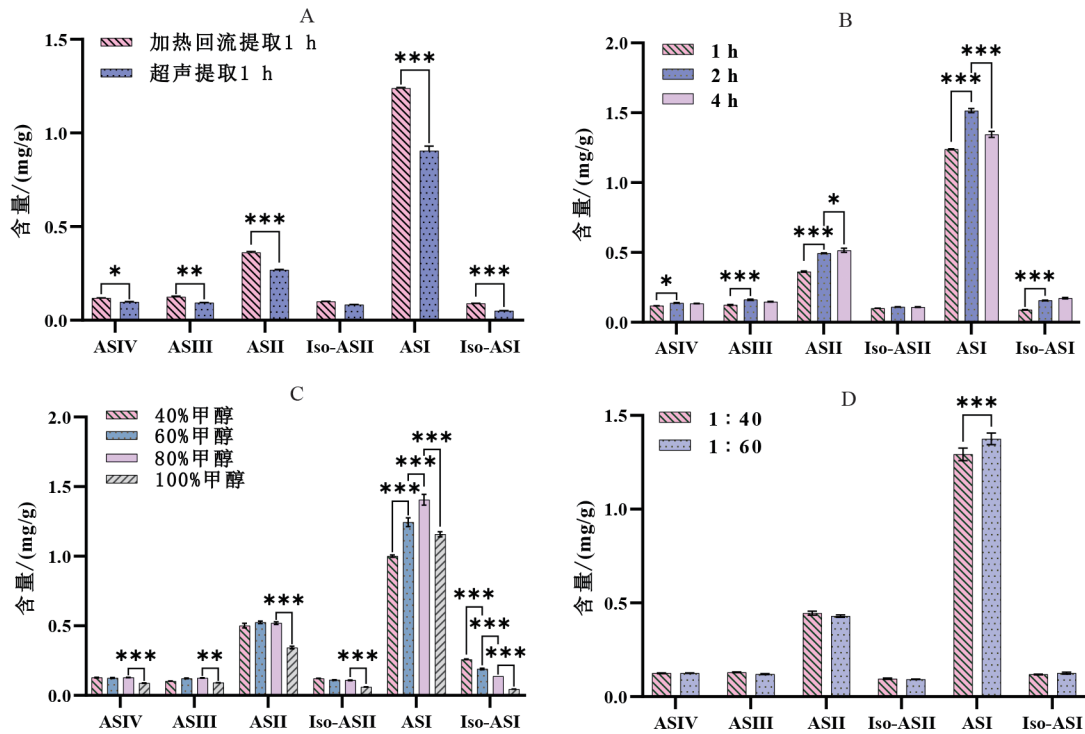 A
加热回流提取1 h
超声提取1 h
含量/(mg/g)
1.5
1.0
0.5
0.0
***
***
*
**
***
ASIV ASIII ASII Iso-ASII ASI Iso-ASI
B
1 h
2 h
4 h
含量/(mg/g)
2.0
1.5
1.0
0.5
0.0
***
***
*
***
*
***
***
ASIV ASIII ASII Iso-ASII ASI Iso-ASI
C
40%甲醇
60%甲醇
80%甲醇
100%甲醇
含量/(mg/g)
2.0
1.5
1.0
0.5
0.0
***
***
***
***
***
***
***
**
***
***
ASIV ASIII ASII Iso-ASII ASI Iso-ASI
D
1：40
1：60
含量/(mg/g)
1.5
1.0
0.5
0.0
***
ASIV ASIII ASII Iso-ASII ASI Iso-ASI